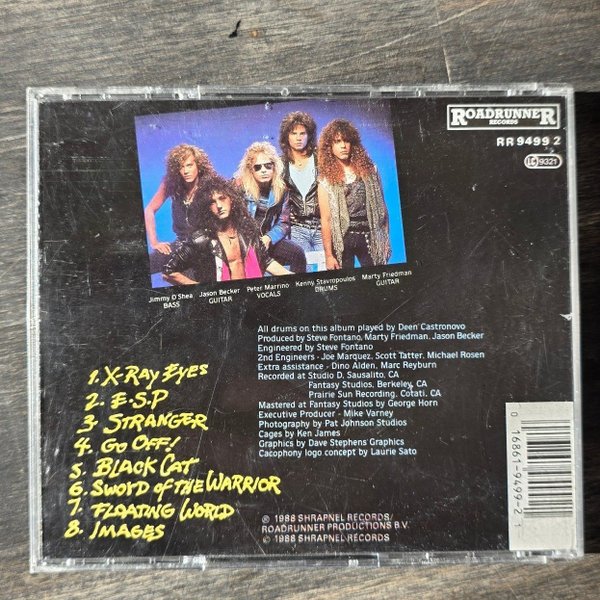 ROADRUNNER
RECORDS
RR 9499 2
LC 9321
Jimmy O'Shea
BASS
Jason Becker
GUITAR
Peter Marrino
VOCALS
Kenny Stavropoulos
DRUMS
Marty Friedman
GUITAR
All drums on this album played by Deen Castronovo
Produced by Steve Fontano, Marty Friedman, Jason Becker
Engineered by Steve Fontano
2nd Engineers - Joe Marquez, Scott Tatter, Michael Rosen
Extra assistance - Dino Alden, Marc Reyburn
Recorded at Studio D, Sausalito, CA
Fantasy Studios, Berkeley, CA
Prairie Sun Recording, Cotati, CA
Mastered at Fantasy Studios by George Horn
Executive Producer - Mike Varney
Photography by Pat Johnson Studios
Cages by Ken James
Graphics by Dave Stephens Graphics
Cacophony logo concept by Laurie Sato
1. X-RAY EYES
2. E.S.P
3. STRANGER
4. GO OFF!
5. BLACK CAT
6. SWORD OF THE WARRIOR
7. FLOATING WORLD
8. IMAGES
℗ 1988 SHRAPNEL RECORDS/
ROADRUNNER PRODUCTIONS B.V.
© 1988 SHRAPNEL RECORDS
0 16861-9499-2 1